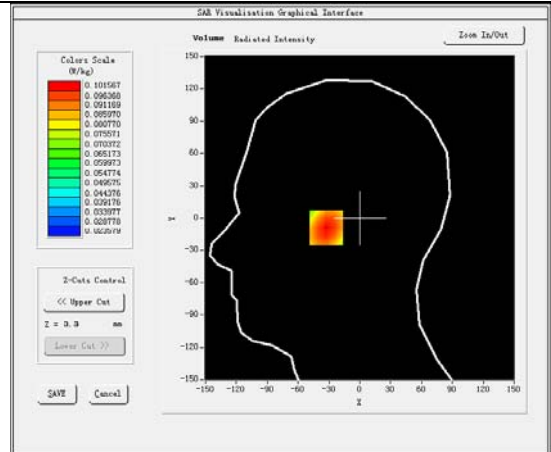 SAR Visualisation Graphical Interface
Volume Radiated Intensity
Zoom In/Out
Colors Scale
(W/kg)
0.101567
0.096368
0.091169
0.085970
0.080770
0.075571
0.070372
0.065173
0.059973
0.054774
0.049575
0.044376
0.039176
0.033977
0.028778
0.023579
Z-Cuts Control
<< Upper Cut
Z = 3.3 mm
Lower Cut >>
SAVE Cancel
150
120
90
60
30
0
-30
-60
-90
-120
-150
Y
-150 -120 -90 -60 -30 0 30 60 90 120 150
X